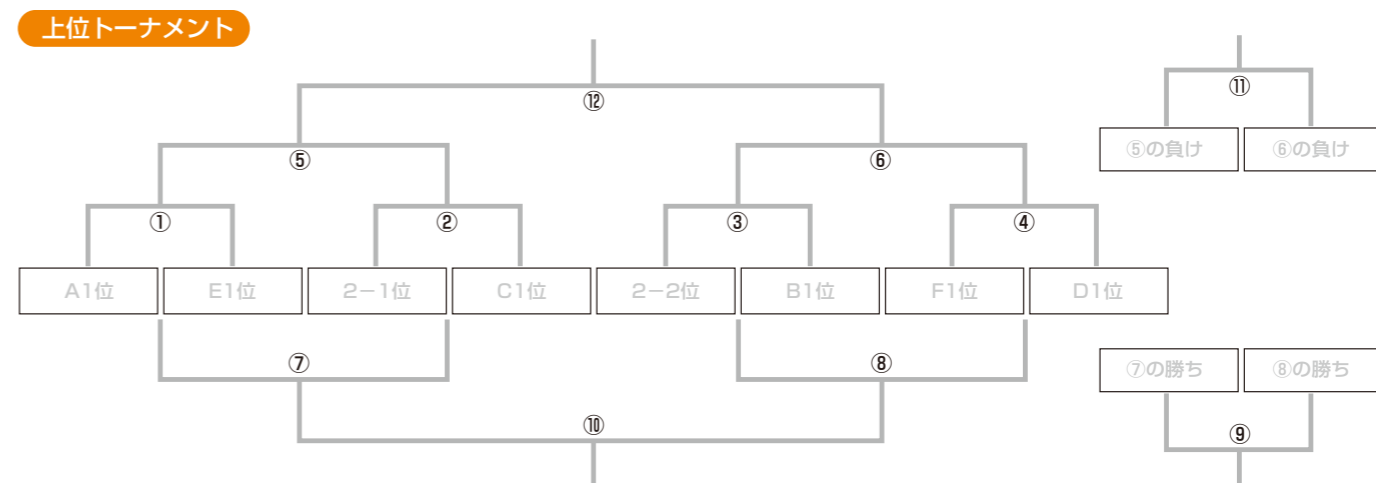 上位トーナメント
⑫
⑪
⑤
⑥
⑤の負け
⑥の負け
①
②
③
④
A1位
E1位
2−1位
C1位
2−2位
B1位
F1位
D1位
⑦
⑧
⑦の勝ち
⑧の勝ち
⑩
⑨